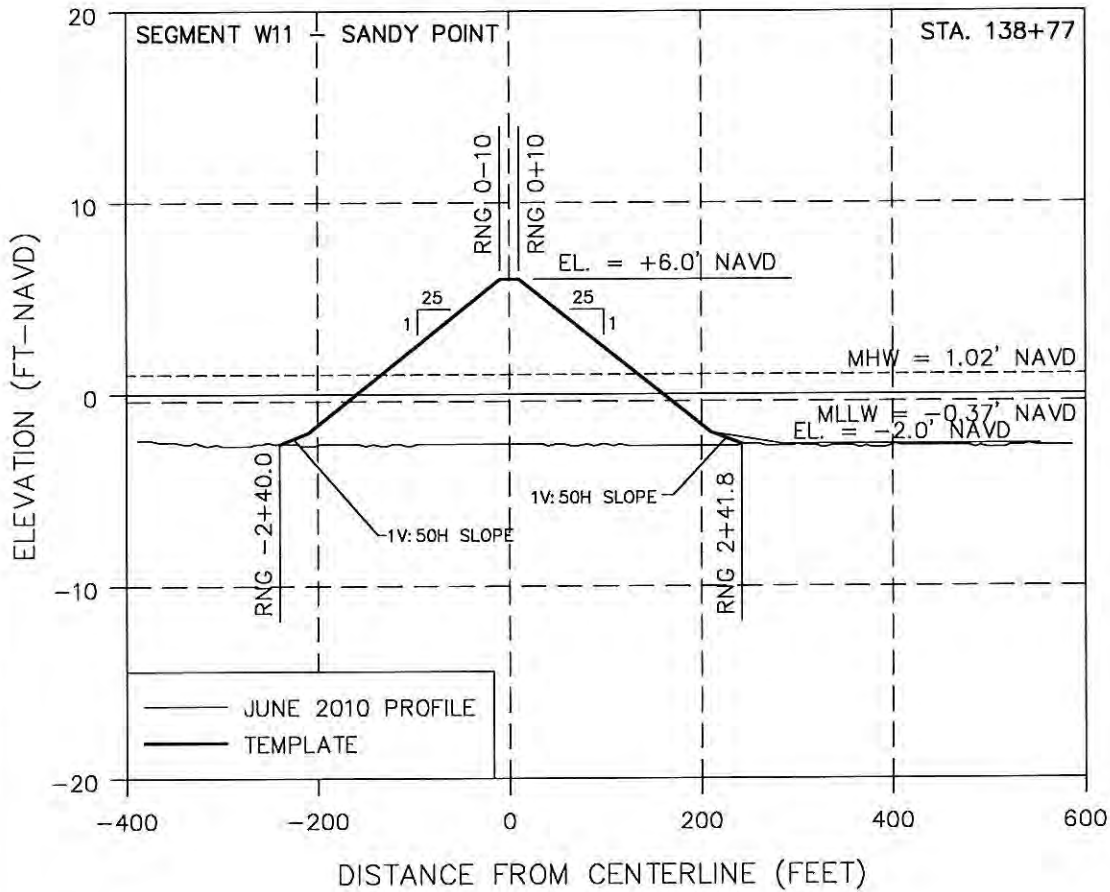 SEGMENT W11 - SANDY POINT
STA. 138+77
20
10
0
-10
-20
ELEVATION (FT-NAVD)
RNG 0-10
RNG 0+10
EL. = +6.0' NAVD
25
1
25
1
MHW = 1.02' NAVD
MLLW = -0.37' NAVD
EL. = -2.0' NAVD
1V:50H SLOPE
1V:50H SLOPE
RNG -2+40.0
RNG 2+41.8
JUNE 2010 PROFILE
TEMPLATE
-400
-200
0
200
400
600
DISTANCE FROM CENTERLINE (FEET)